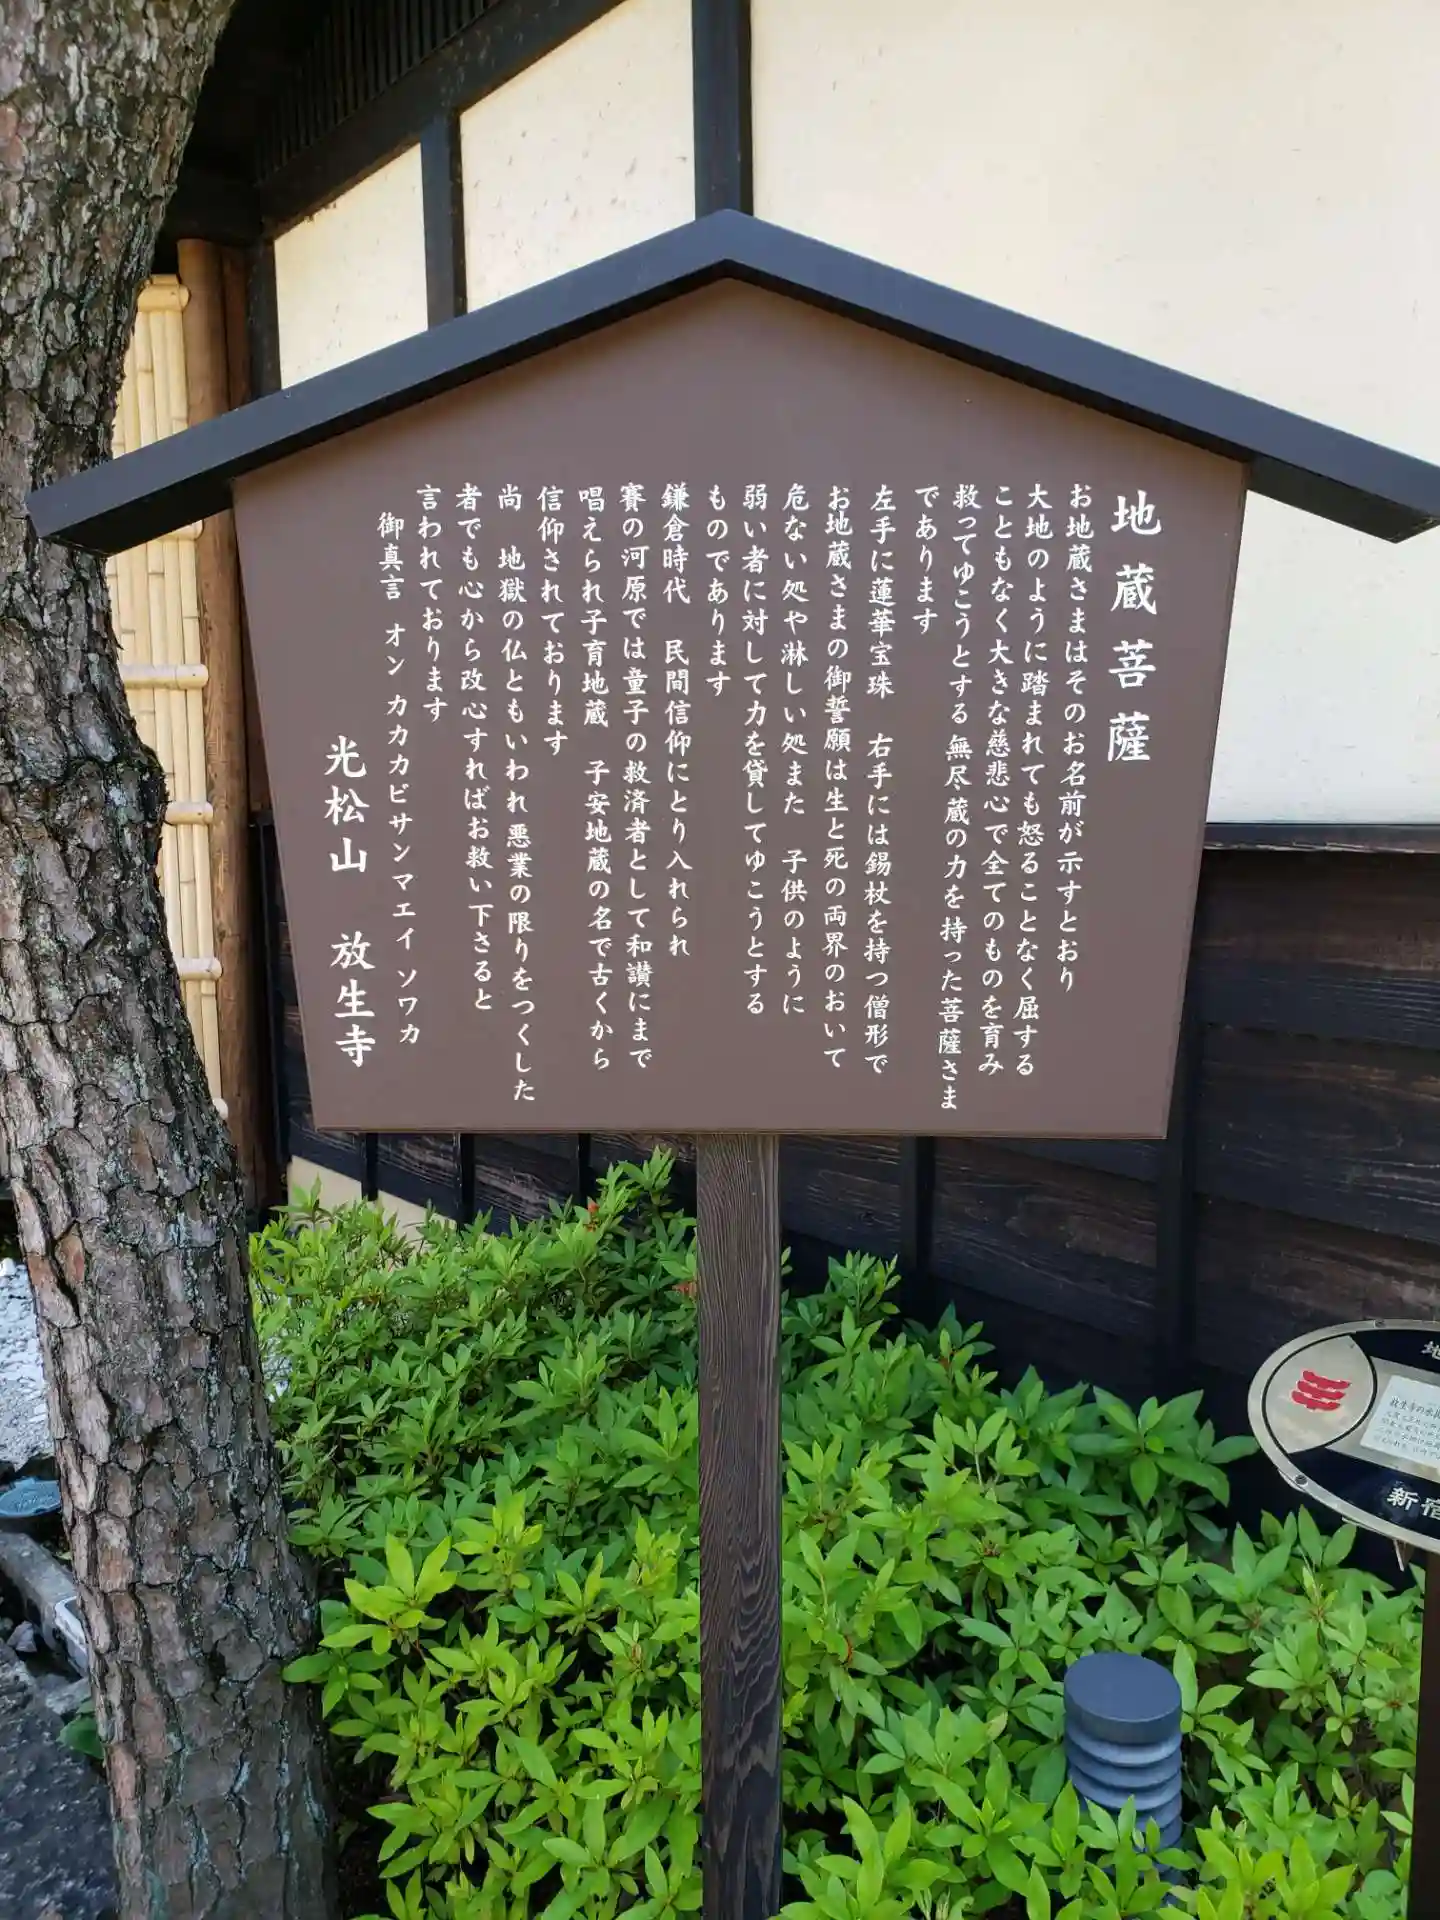 地蔵菩薩
お地蔵さまはそのお名前が示すとおり
大地のように踏まれても怒ることなく屈する
こともなく大きな慈悲心で全てのものを育み
救ってゆこうとする 無尽蔵の力を持った菩薩さま
であります
左手に蓮華宝珠 右手には錫杖を持つ僧形で
お地蔵さまの御誓願は生と死の両界のおいて
危ない処や淋しい処また 子供のように
弱い者に対して力を貸してゆこうとする
ものであります
鎌倉時代 民間信仰にとり入れられ
賽の河原では童子の救済者として和讃にまで
唱えられ子育地蔵 子安地蔵の名で古くから
信仰されております
尚 地獄の仏ともいわれ悪業の限りをつくした
者でも心から改心すればお救い下さると
言われております
御真言 オン カカカビサンマエイ ソワカ
光松山 放生寺
新宿